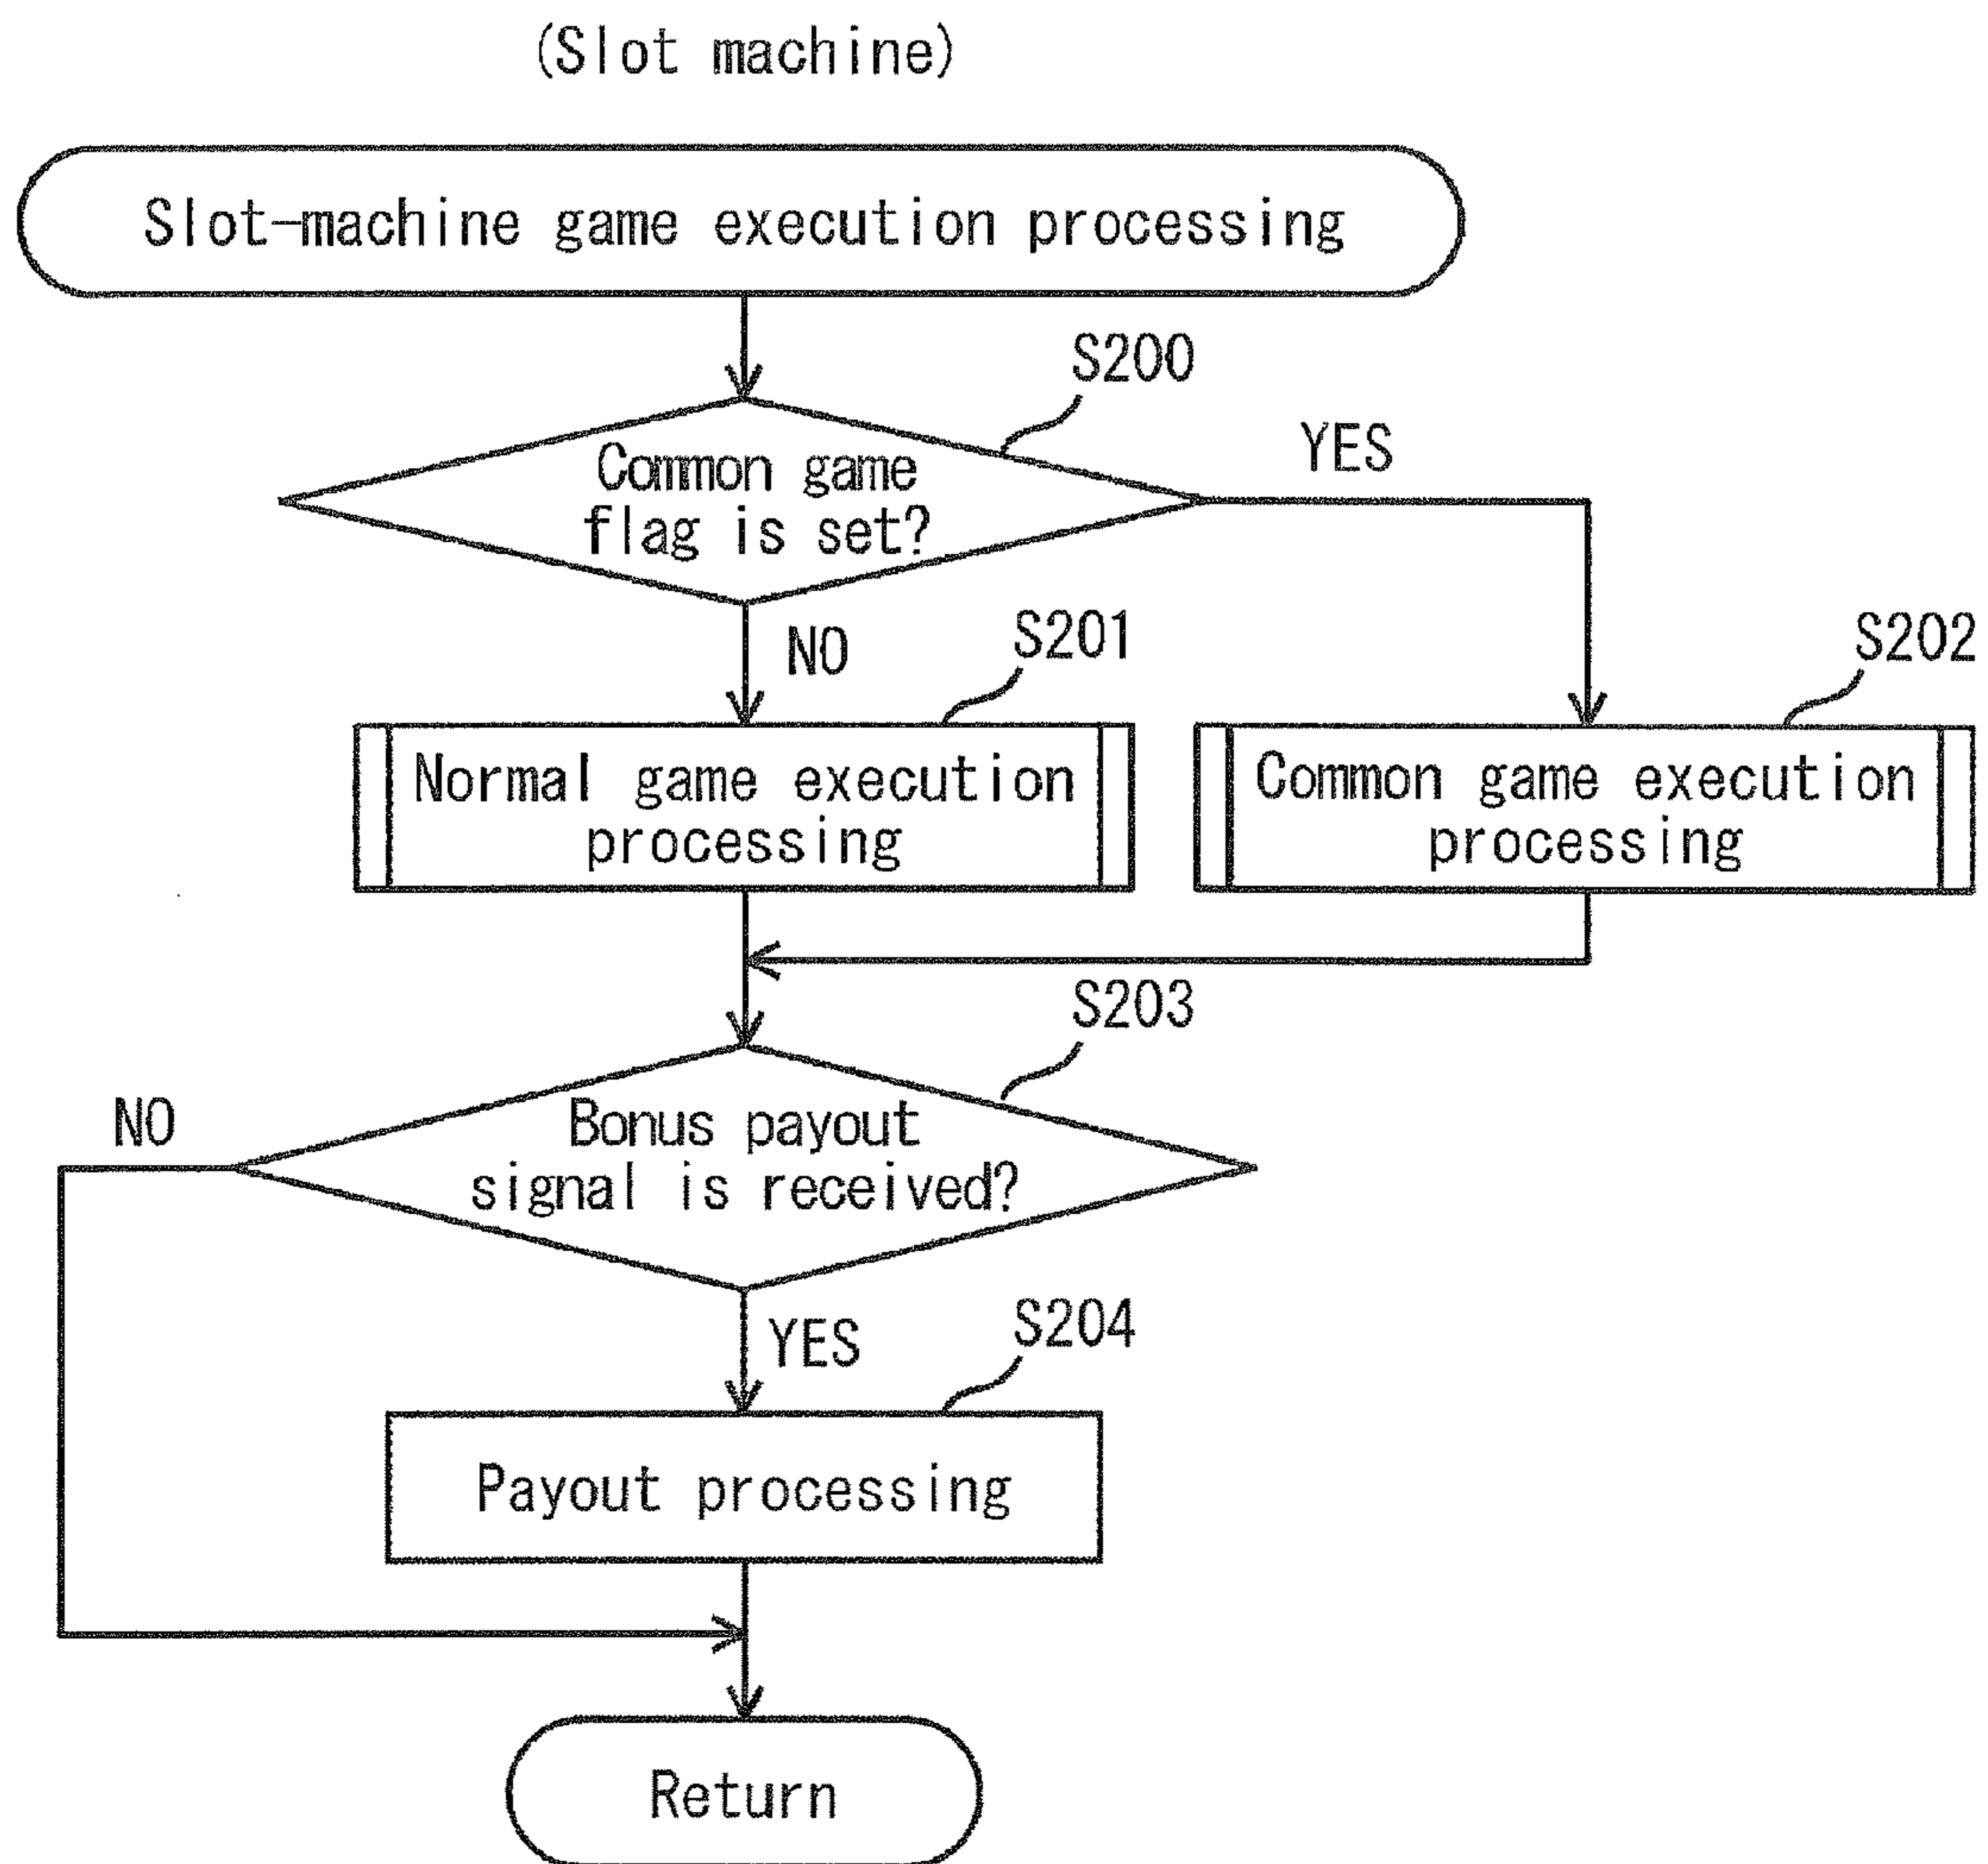 (Slot machine)
Slot-machine game execution processing
S200
Common game
flag is set?
YES
NO
S201
S202
Normal game execution
processing
Common game execution
processing
S203
NO
Bonus payout
signal is received?
YES
S204
Payout processing
Return